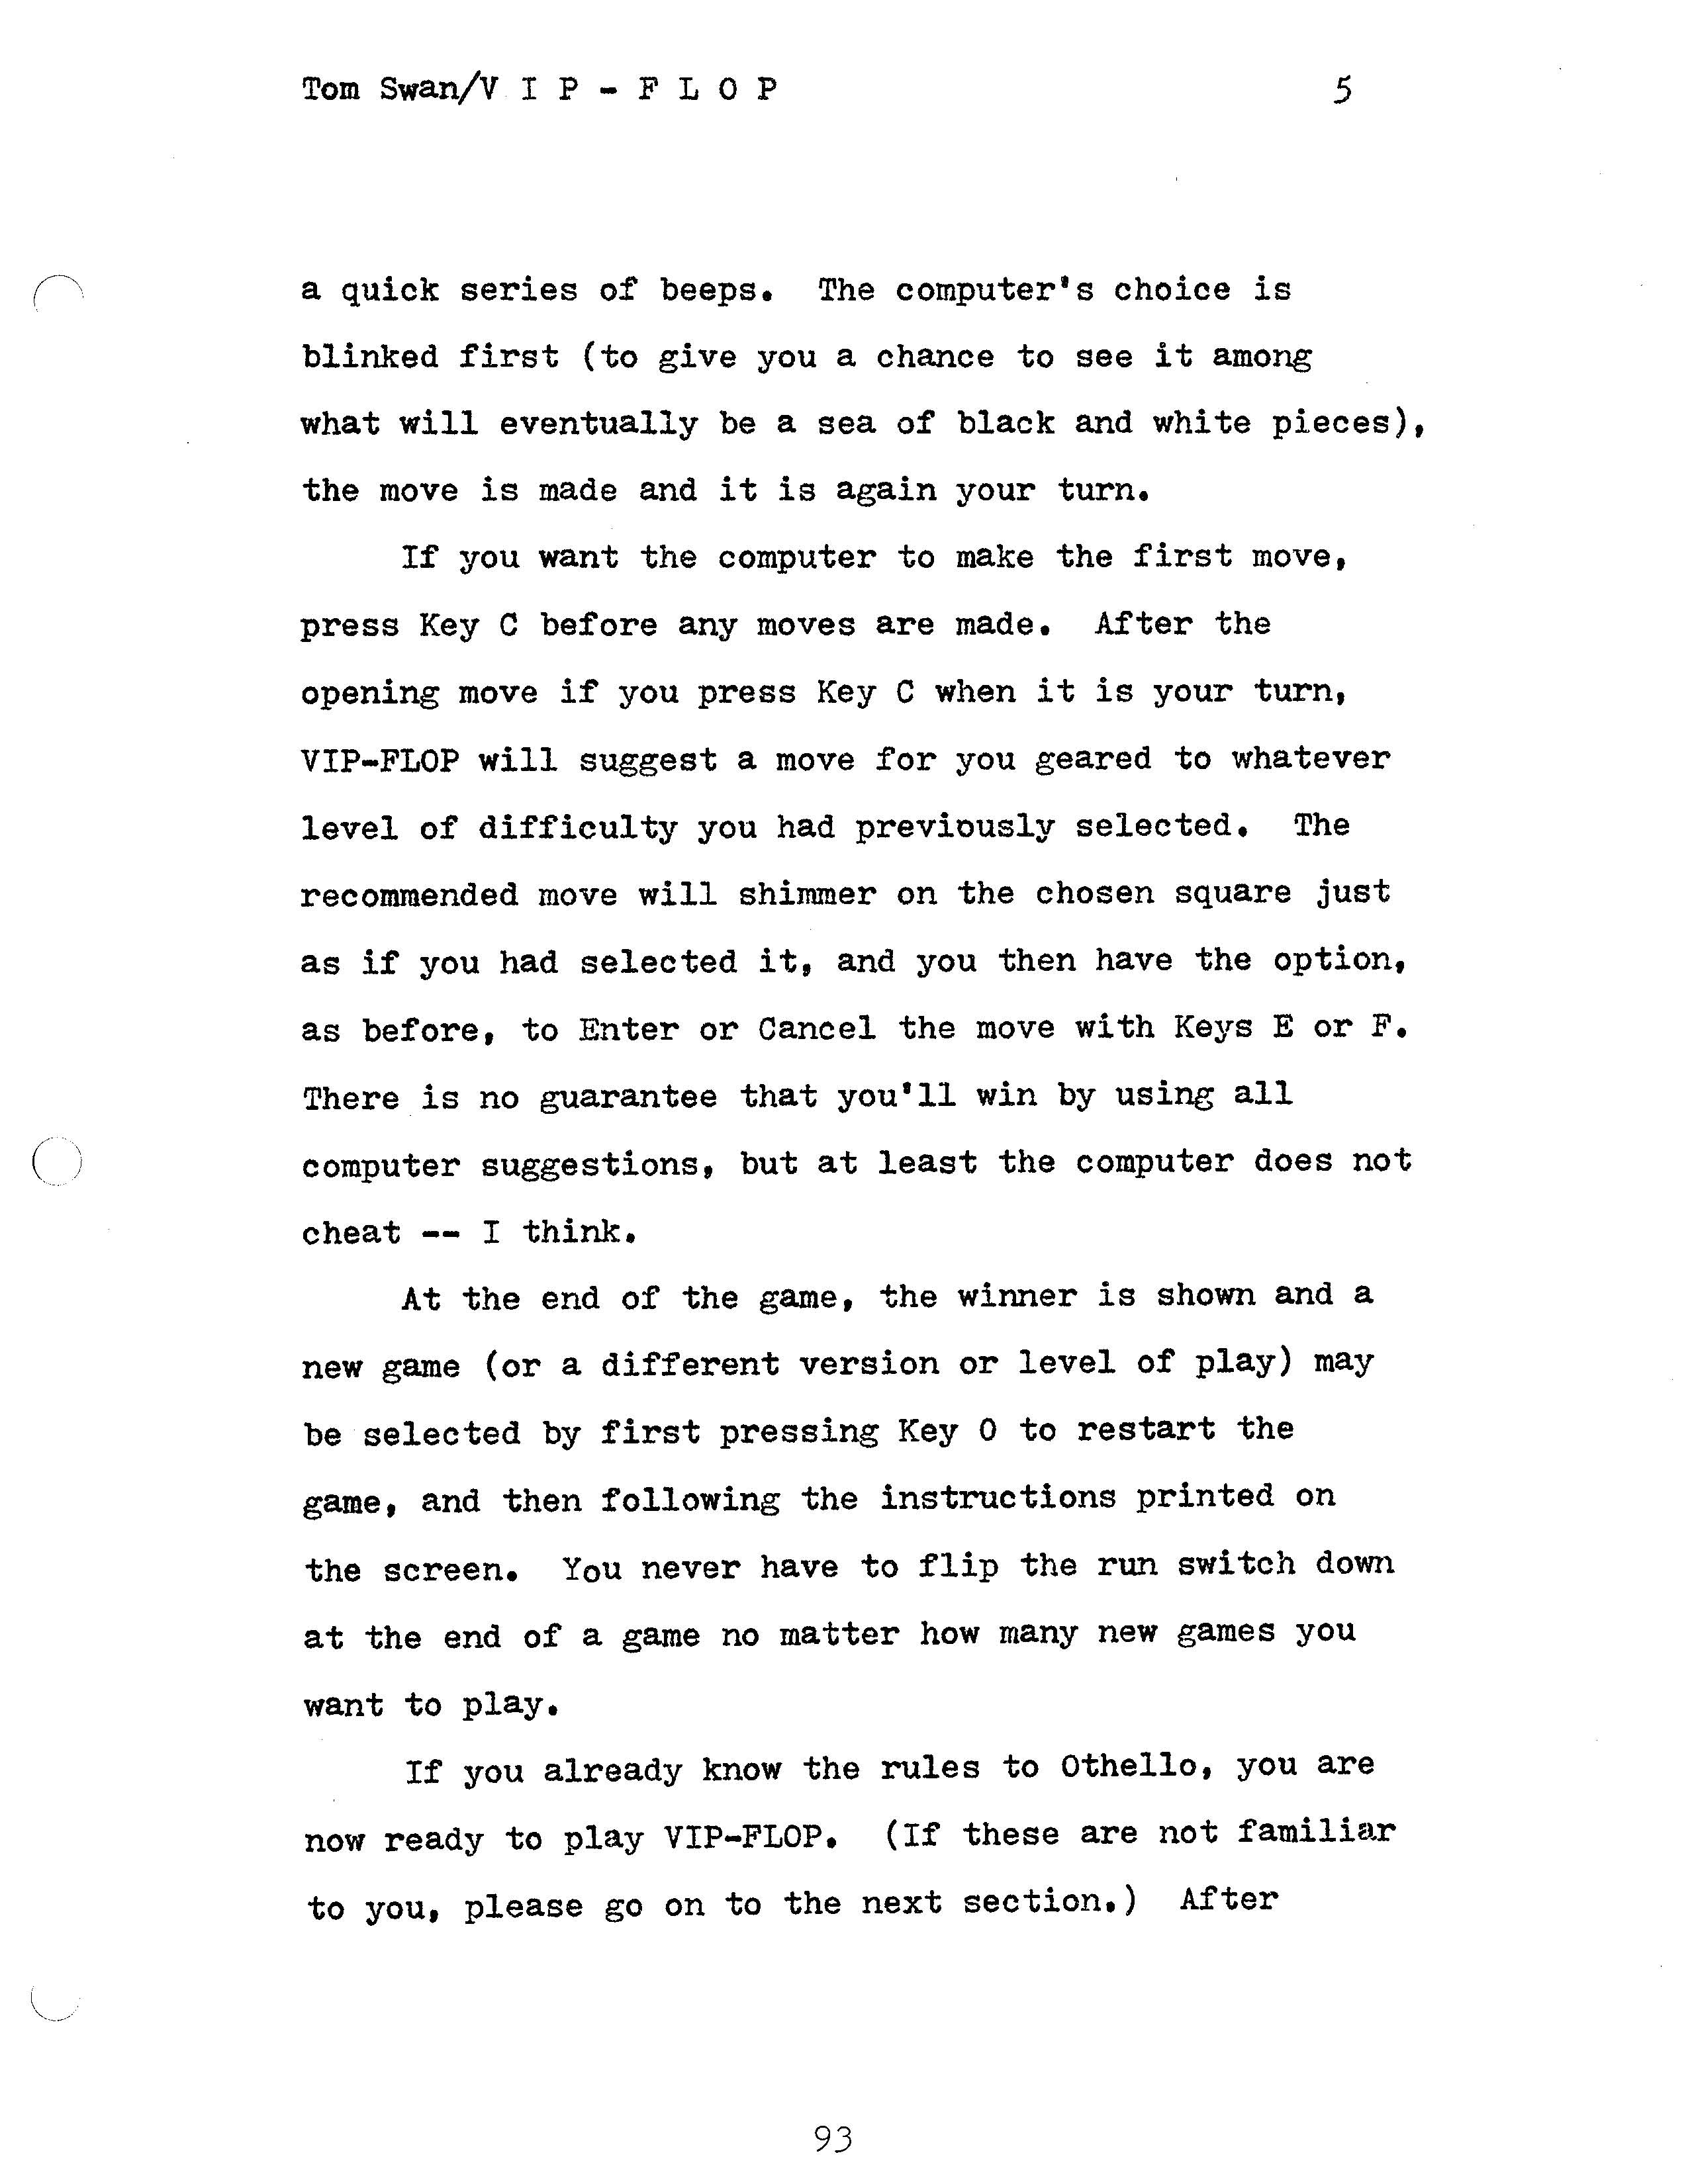 Tom Swan/V I P - F L O P 5
a quick series of beeps. The computer's choice is
blinked first (to give you a chance to see it among
what will eventually be a sea of black and white pieces),
the move is made and it is again your turn.
If you want the computer to make the first move,
press Key C before any moves are made. After the
opening move if you press Key C when it is your turn,
VIP-FLOP will suggest a move for you geared to whatever
level of difficulty you had previously selected. The
recommended move will shimmer on the chosen square just
as if you had selected it, and you then have the option,
as before, to Enter or Cancel the move with Keys E or F.
There is no guarantee that you'll win by using all
computer suggestions, but at least the computer does not
cheat -- I think.
At the end of the game, the winner is shown and a
new game (or a different version or level of play) may
be selected by first pressing Key 0 to restart the
game, and then following the instructions printed on
the screen. You never have to flip the run switch down
at the end of a game no matter how many new games you
want to play.
If you already know the rules to Othello, you are
now ready to play VIP-FLOP. (If these are not familiar
to you, please go on to the next section.) After
93